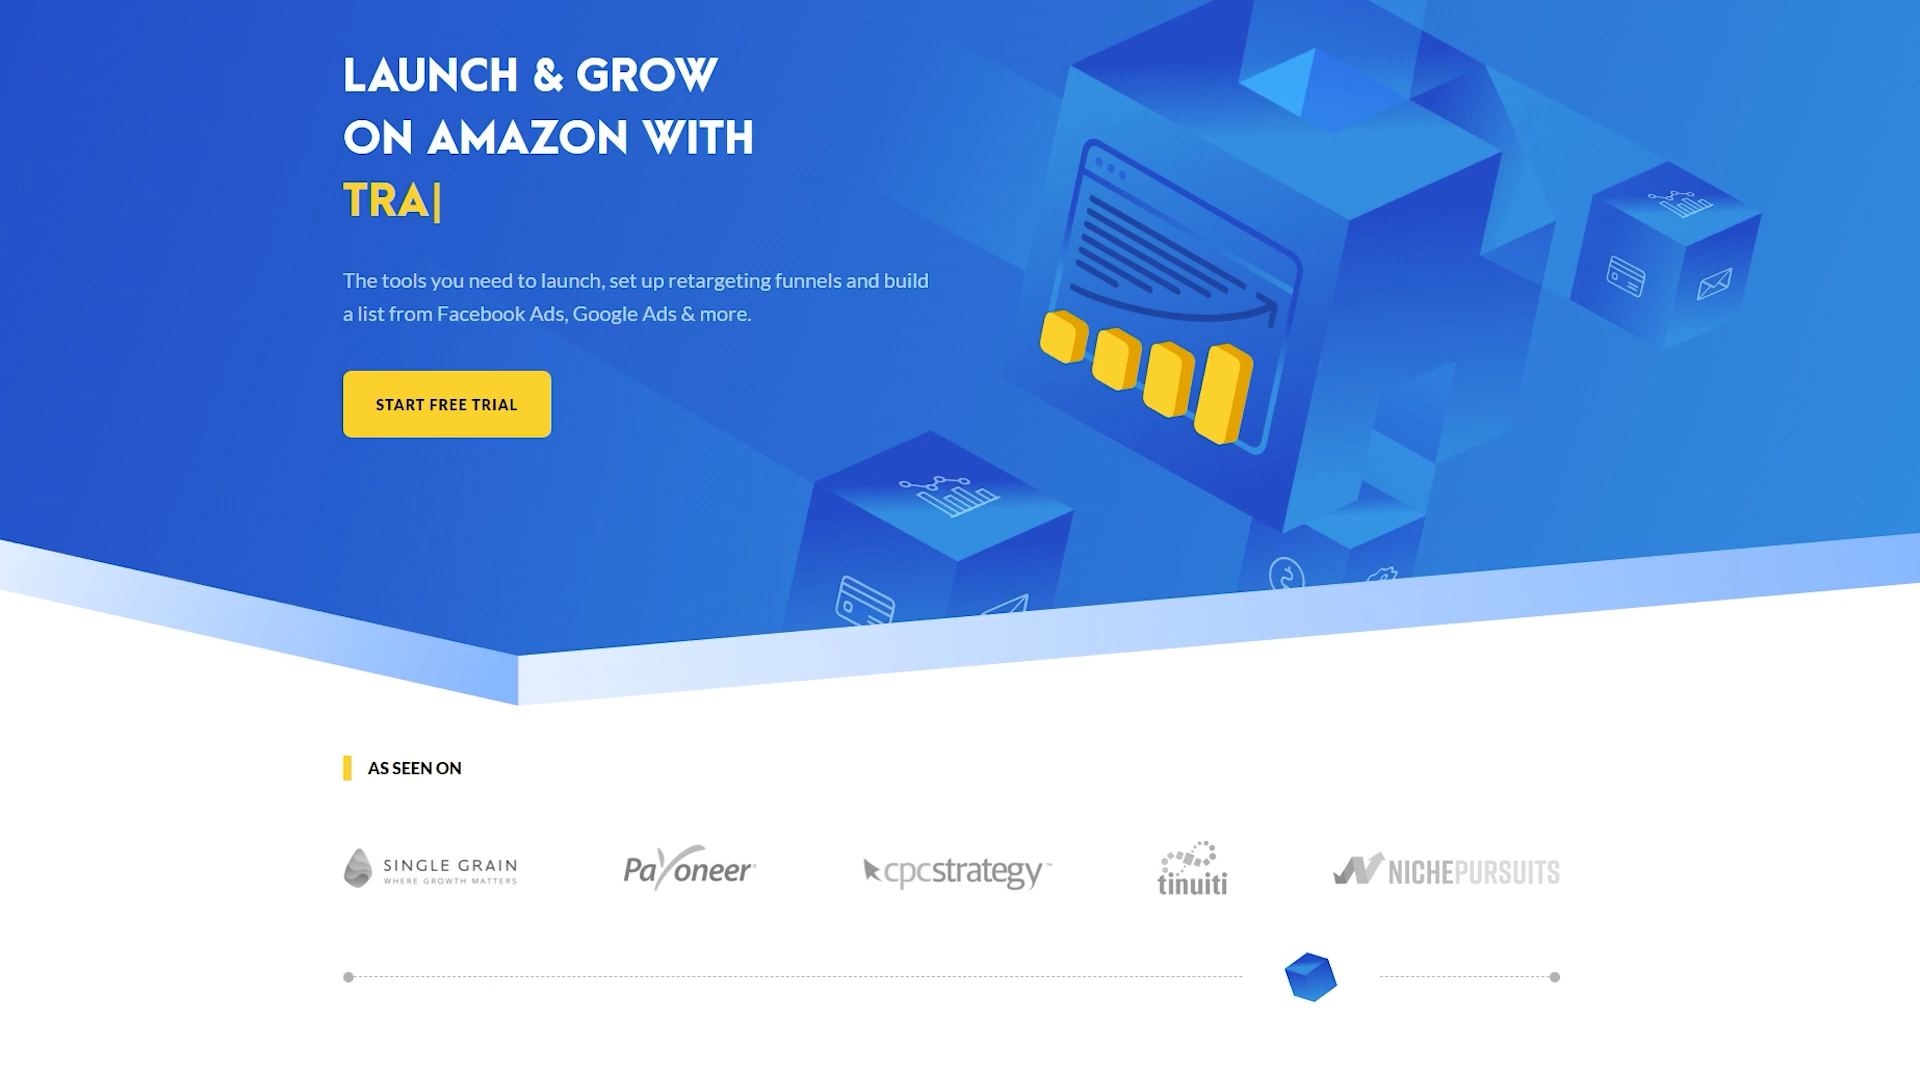 LAUNCH & GROW
ON AMAZON WITH
TRA|
The tools you need to launch, set up retargeting funnels and build
a list from Facebook Ads, Google Ads & more.
START FREE TRIAL
AS SEEN ON
SINGLE GRAIN
WHERE GROWTH MATTERS
Payoneer
cpcstrategy™
tinuiti
NICHEPURSUITS